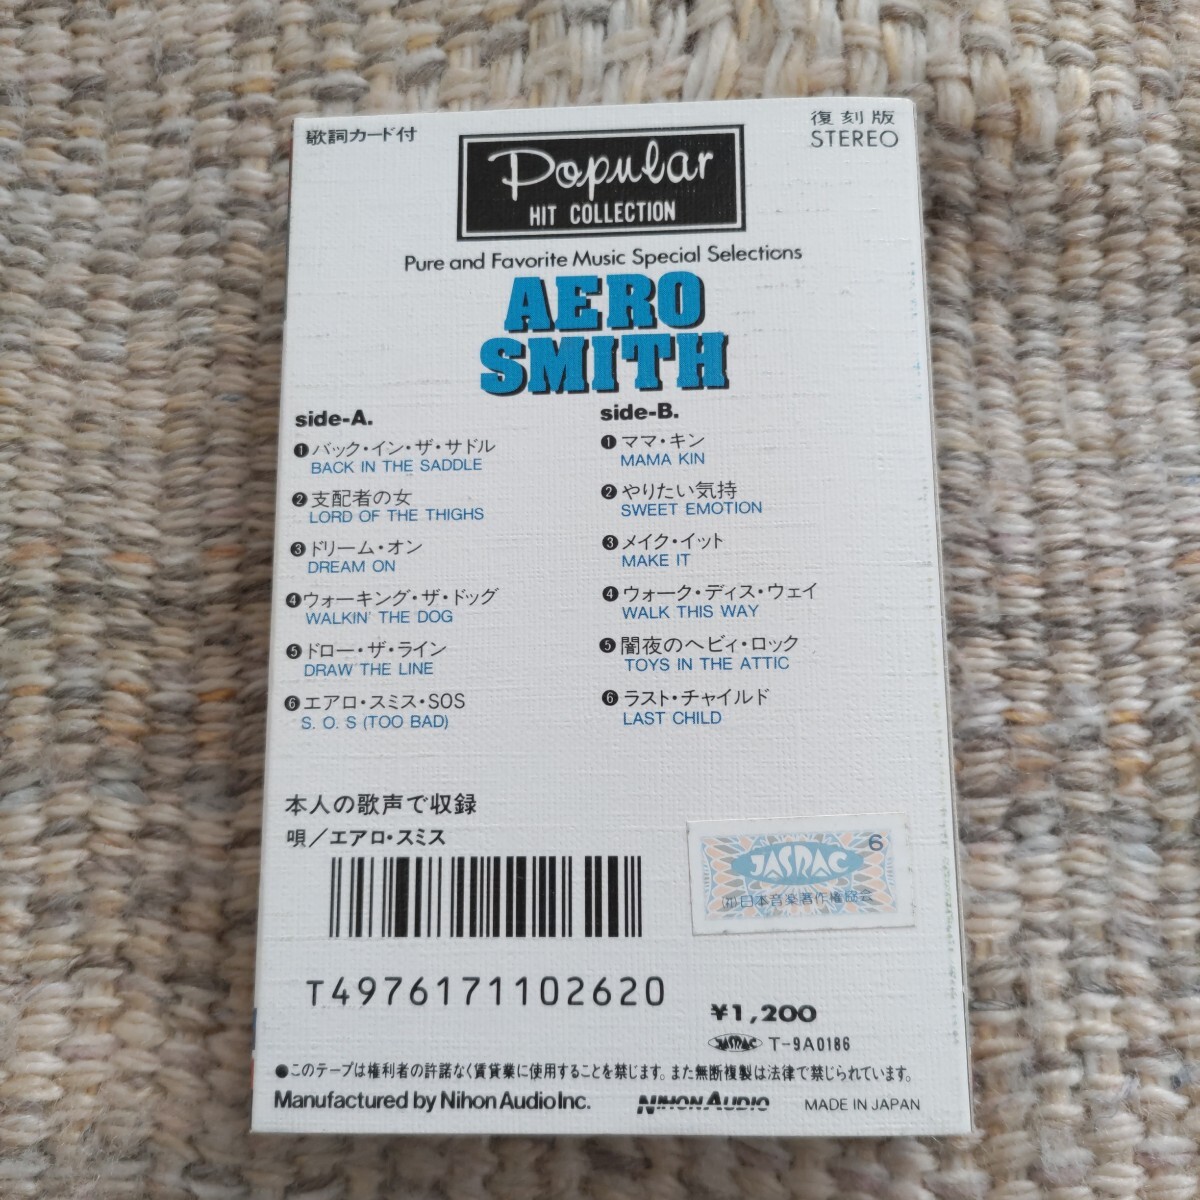 歌詞カード付
復刻版
STEREO
Popular
HIT COLLECTION
Pure and Favorite Music Special Selections
AERO
SMITH
side-A.
❶バック・イン・ザ・サドル
BACK IN THE SADDLE
❷支配者の女
LORD OF THE THIGHS
❸ドリーム・オン
DREAM ON
❹ウォーキング・ザ・ドッグ
WALKIN' THE DOG
❺ドロー・ザ・ライン
DRAW THE LINE
❻エアロ・スミス・SOS
S. O. S (TOO BAD)
side-B.
❶ママ・キン
MAMA KIN
❷やりたい気持
SWEET EMOTION
❸メイク・イット
MAKE IT
❹ウォーク・ディス・ウェイ
WALK THIS WAY
❺闇夜のヘビィ・ロック
TOYS IN THE ATTIC
❻ラスト・チャイルド
LAST CHILD
本人の歌声で収録
唄／エアロ・スミス
6
JASRAC
㈳日本音楽著作権協会
T4976171102620
¥1,200
JASRAC T-9A0186
●このテープは権利者の許諾なく賃貸業に使用することを禁じます。また無断複製は法律で禁じられています。
Manufactured by Nihon Audio Inc.
NIHON AUDIO
MADE IN JAPAN